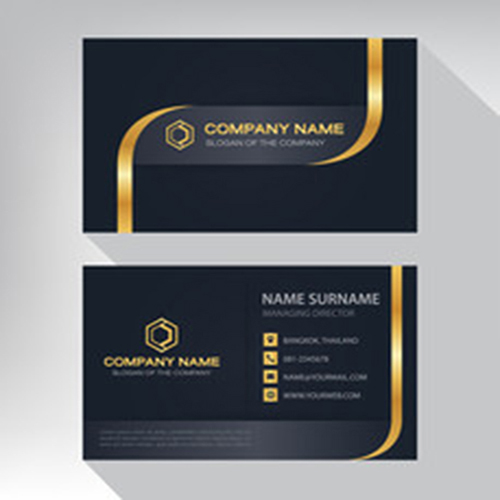 COMPANY NAME
SLOGAN OF THE COMPANY
NAME SURNAME
MANAGING DIRECTOR
BANGKOK, THAILAND
081-2345678
NAME@YOURMAIL.COM
WWW.YOURWEB.COM
COMPANY NAME
SLOGAN OF THE COMPANY